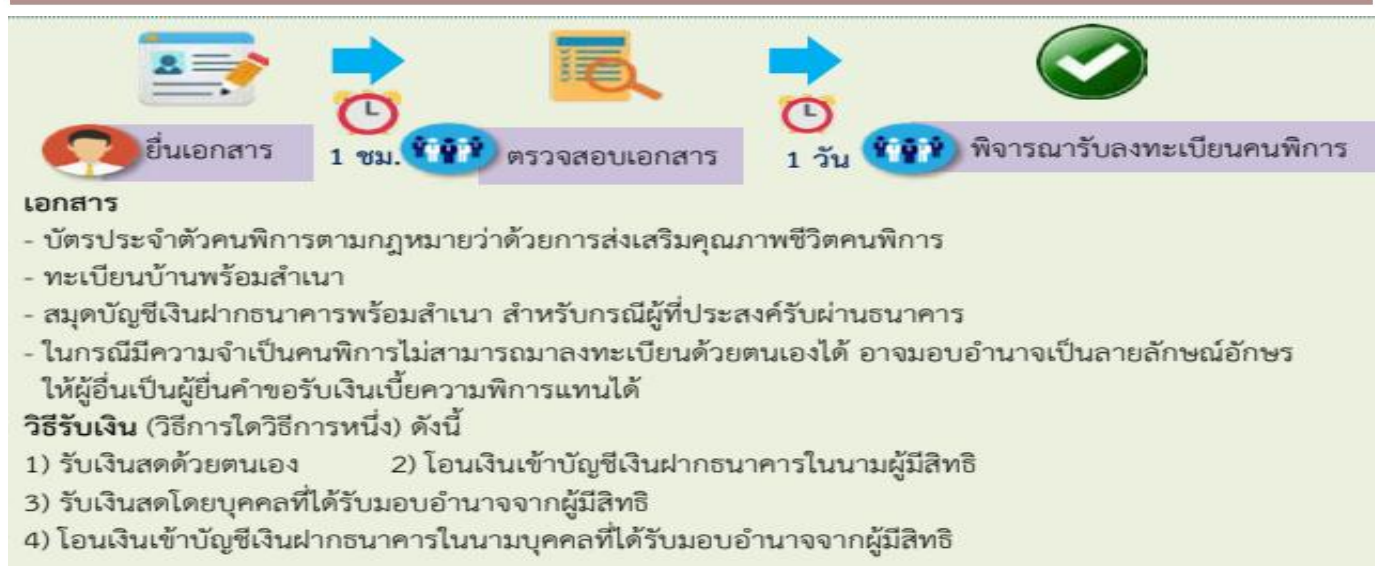 ยื่นเอกสาร 1 ชม. ตรวจสอบเอกสาร 1 วัน พิจารณารับลงทะเบียนคนพิการ
เอกสาร
- บัตรประจำตัวคนพิการตามกฎหมายว่าด้วยการส่งเสริมคุณภาพชีวิตคนพิการ
- ทะเบียนบ้านพร้อมสำเนา
- สมุดบัญชีเงินฝากธนาคารพร้อมสำเนา สำหรับกรณีผู้ที่ประสงค์รับผ่านธนาคาร
- ในกรณีมีความจำเป็นคนพิการไม่สามารถมาลงทะเบียนด้วยตนเองได้ อาจมอบอำนาจเป็นลายลักษณ์อักษร
ให้ผู้อื่นเป็นผู้ยื่นคำขอรับเงินเบี้ยความพิการแทนได้
วิธีรับเงิน (วิธีการใดวิธีการหนึ่ง) ดังนี้
1) รับเงินสดด้วยตนเอง 2) โอนเงินเข้าบัญชีเงินฝากธนาคารในนามผู้มีสิทธิ
3) รับเงินสดโดยบุคคลที่ได้รับมอบอำนาจจากผู้มีสิทธิ
4) โอนเงินเข้าบัญชีเงินฝากธนาคารในนามบุคคลที่ได้รับมอบอำนาจจากผู้มีสิทธิ